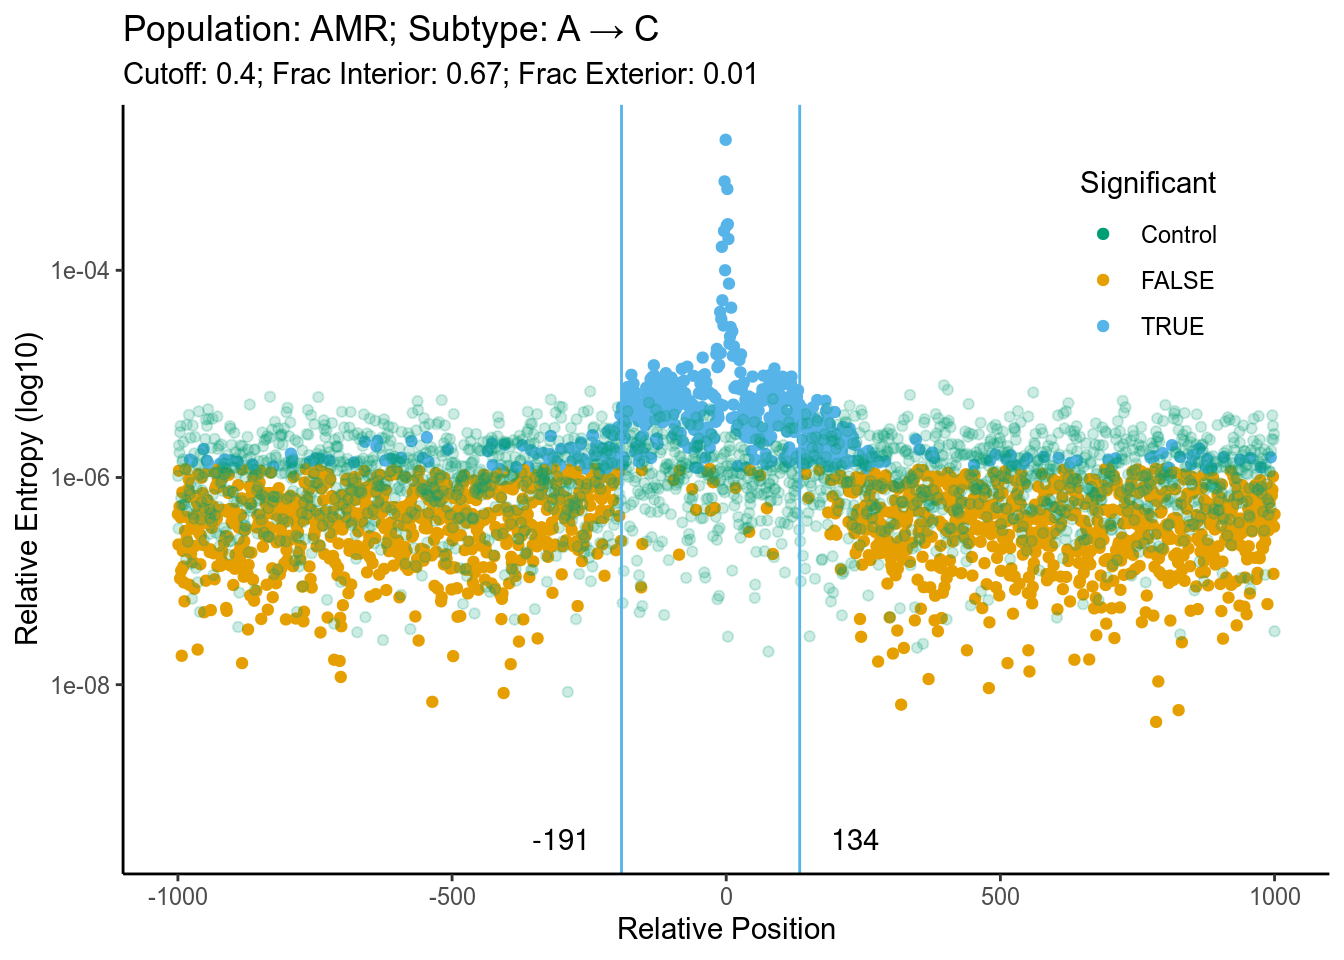 Population: AMR; Subtype: A → C
Cutoff: 0.4; Frac Interior: 0.67; Frac Exterior: 0.01
Significant
Control
FALSE
TRUE
1e-04
1e-06
1e-08
Relative Entropy (log10)
-191
134
-1000
-500
0
500
1000
Relative Position